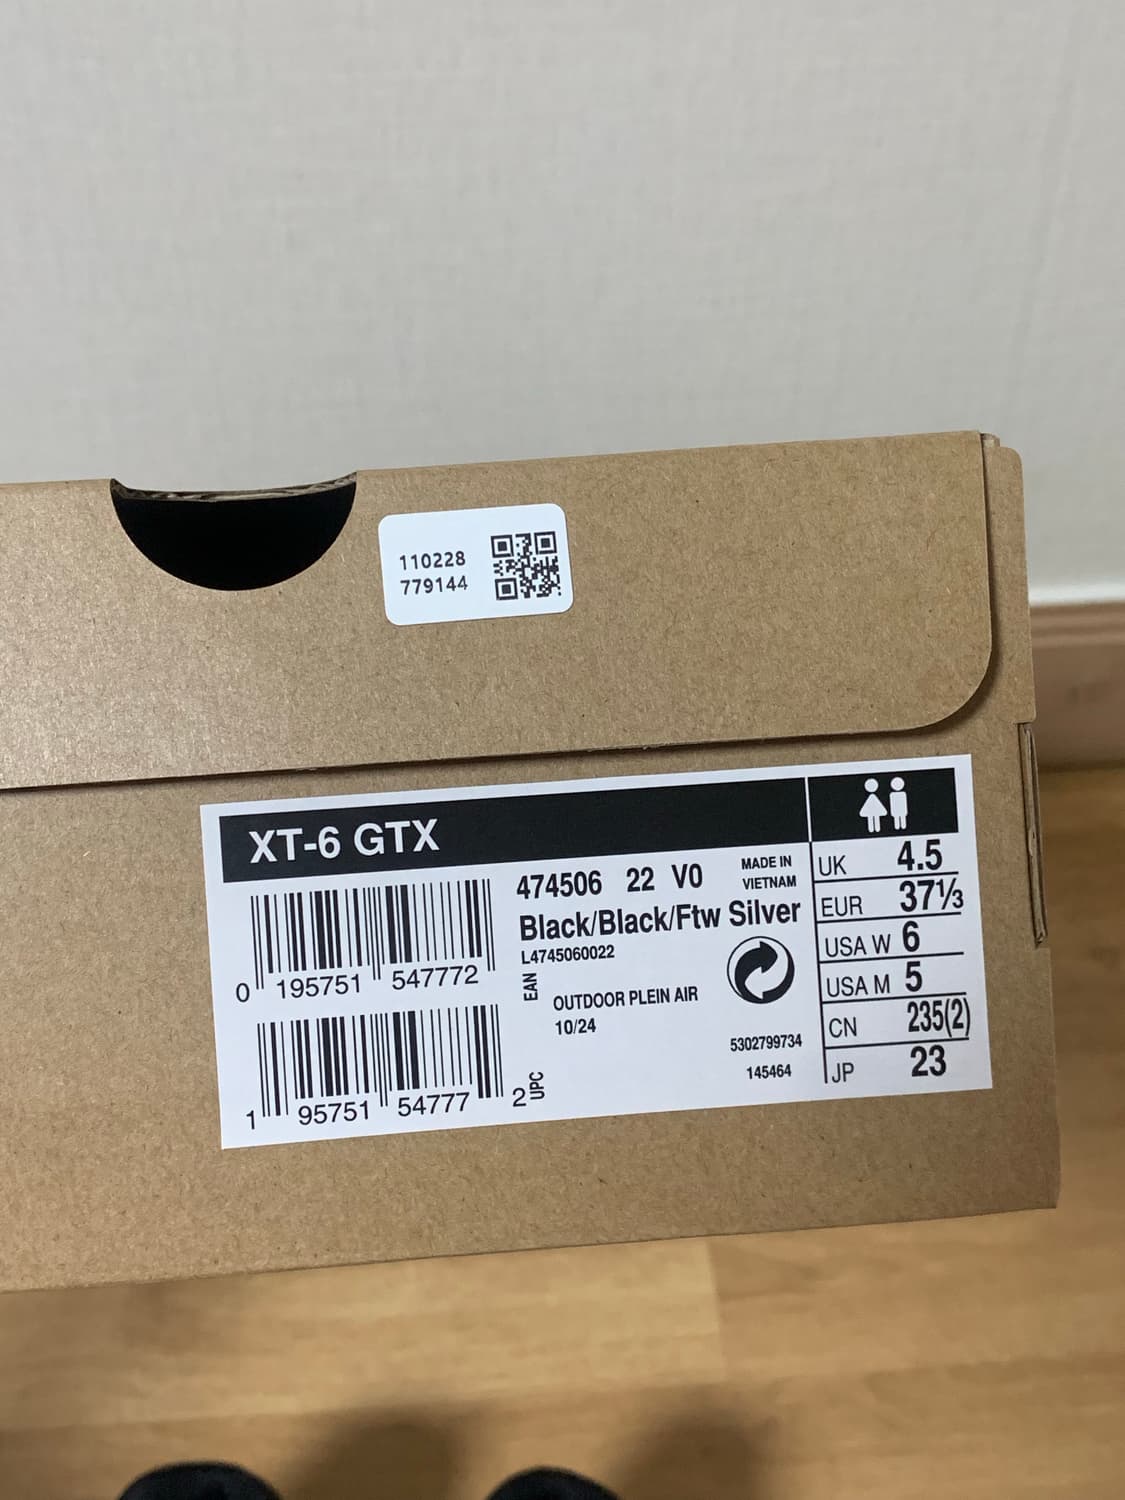 110228
779144
XT-6 GTX
474506 22 V0
MADE IN
VIETNAM
Black/Black/Ftw Silver
L4745060022
0 195751 547772
EAN
OUTDOOR PLEIN AIR
10/24
5302799734
145464
1 95751 54777 2
UPC
UK 4.5
EUR 37⅓
USA W 6
USA M 5
CN 235(2)
JP 23